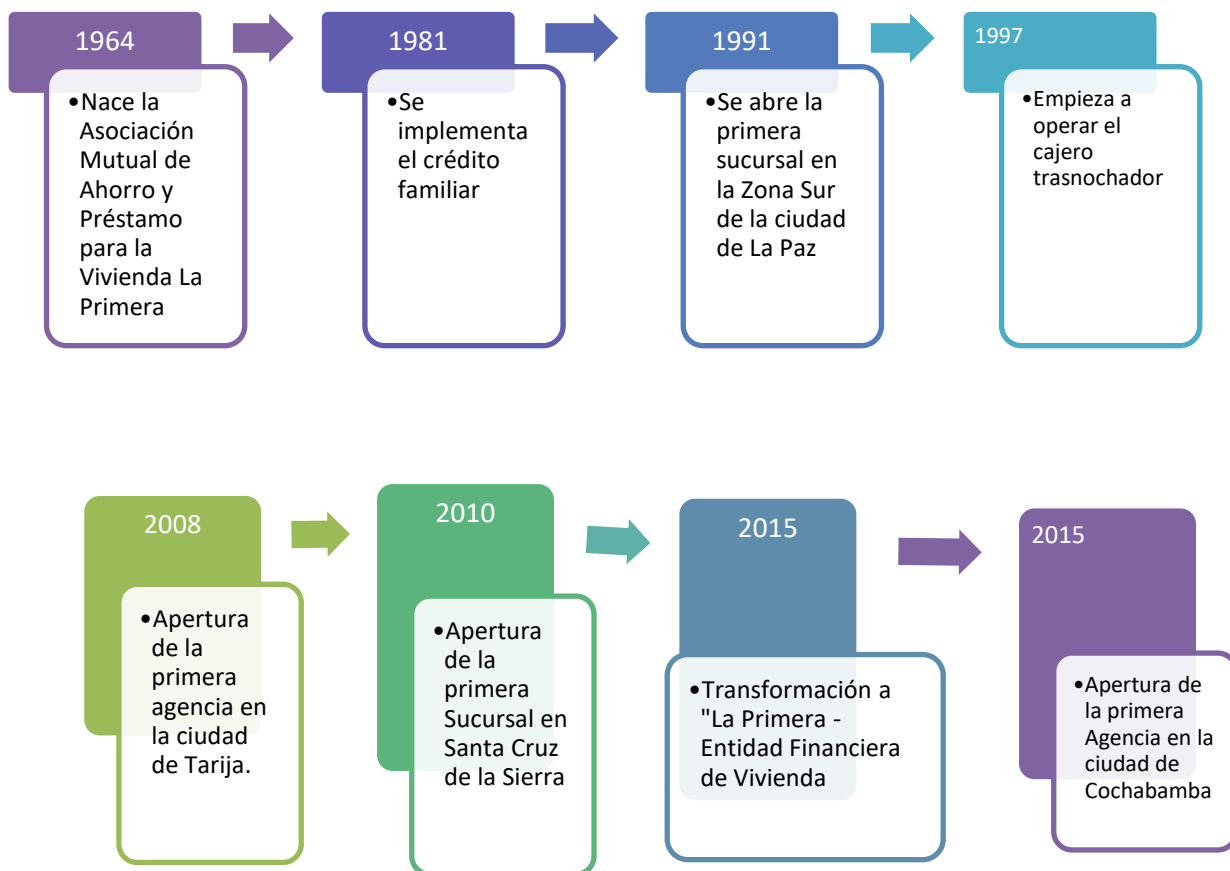 1964
•Nace la
Asociación
Mutual de
Ahorro y
Préstamo
para la
Vivienda La
Primera
1981
•Se
implementa
el crédito
familiar
1991
•Se abre la
primera
sucursal en
la Zona Sur
de la ciudad
de La Paz
1997
•Empieza a
operar el
cajero
trasnochador
2008
•Apertura
de la
primera
agencia en
la ciudad
de Tarija.
2010
•Apertura
de la
primera
Sucursal en
Santa Cruz
de la Sierra
2015
•Transformación a
"La Primera -
Entidad Financiera
de Vivienda
2015
•Apertura de
la primera
Agencia en la
ciudad de
Cochabamba